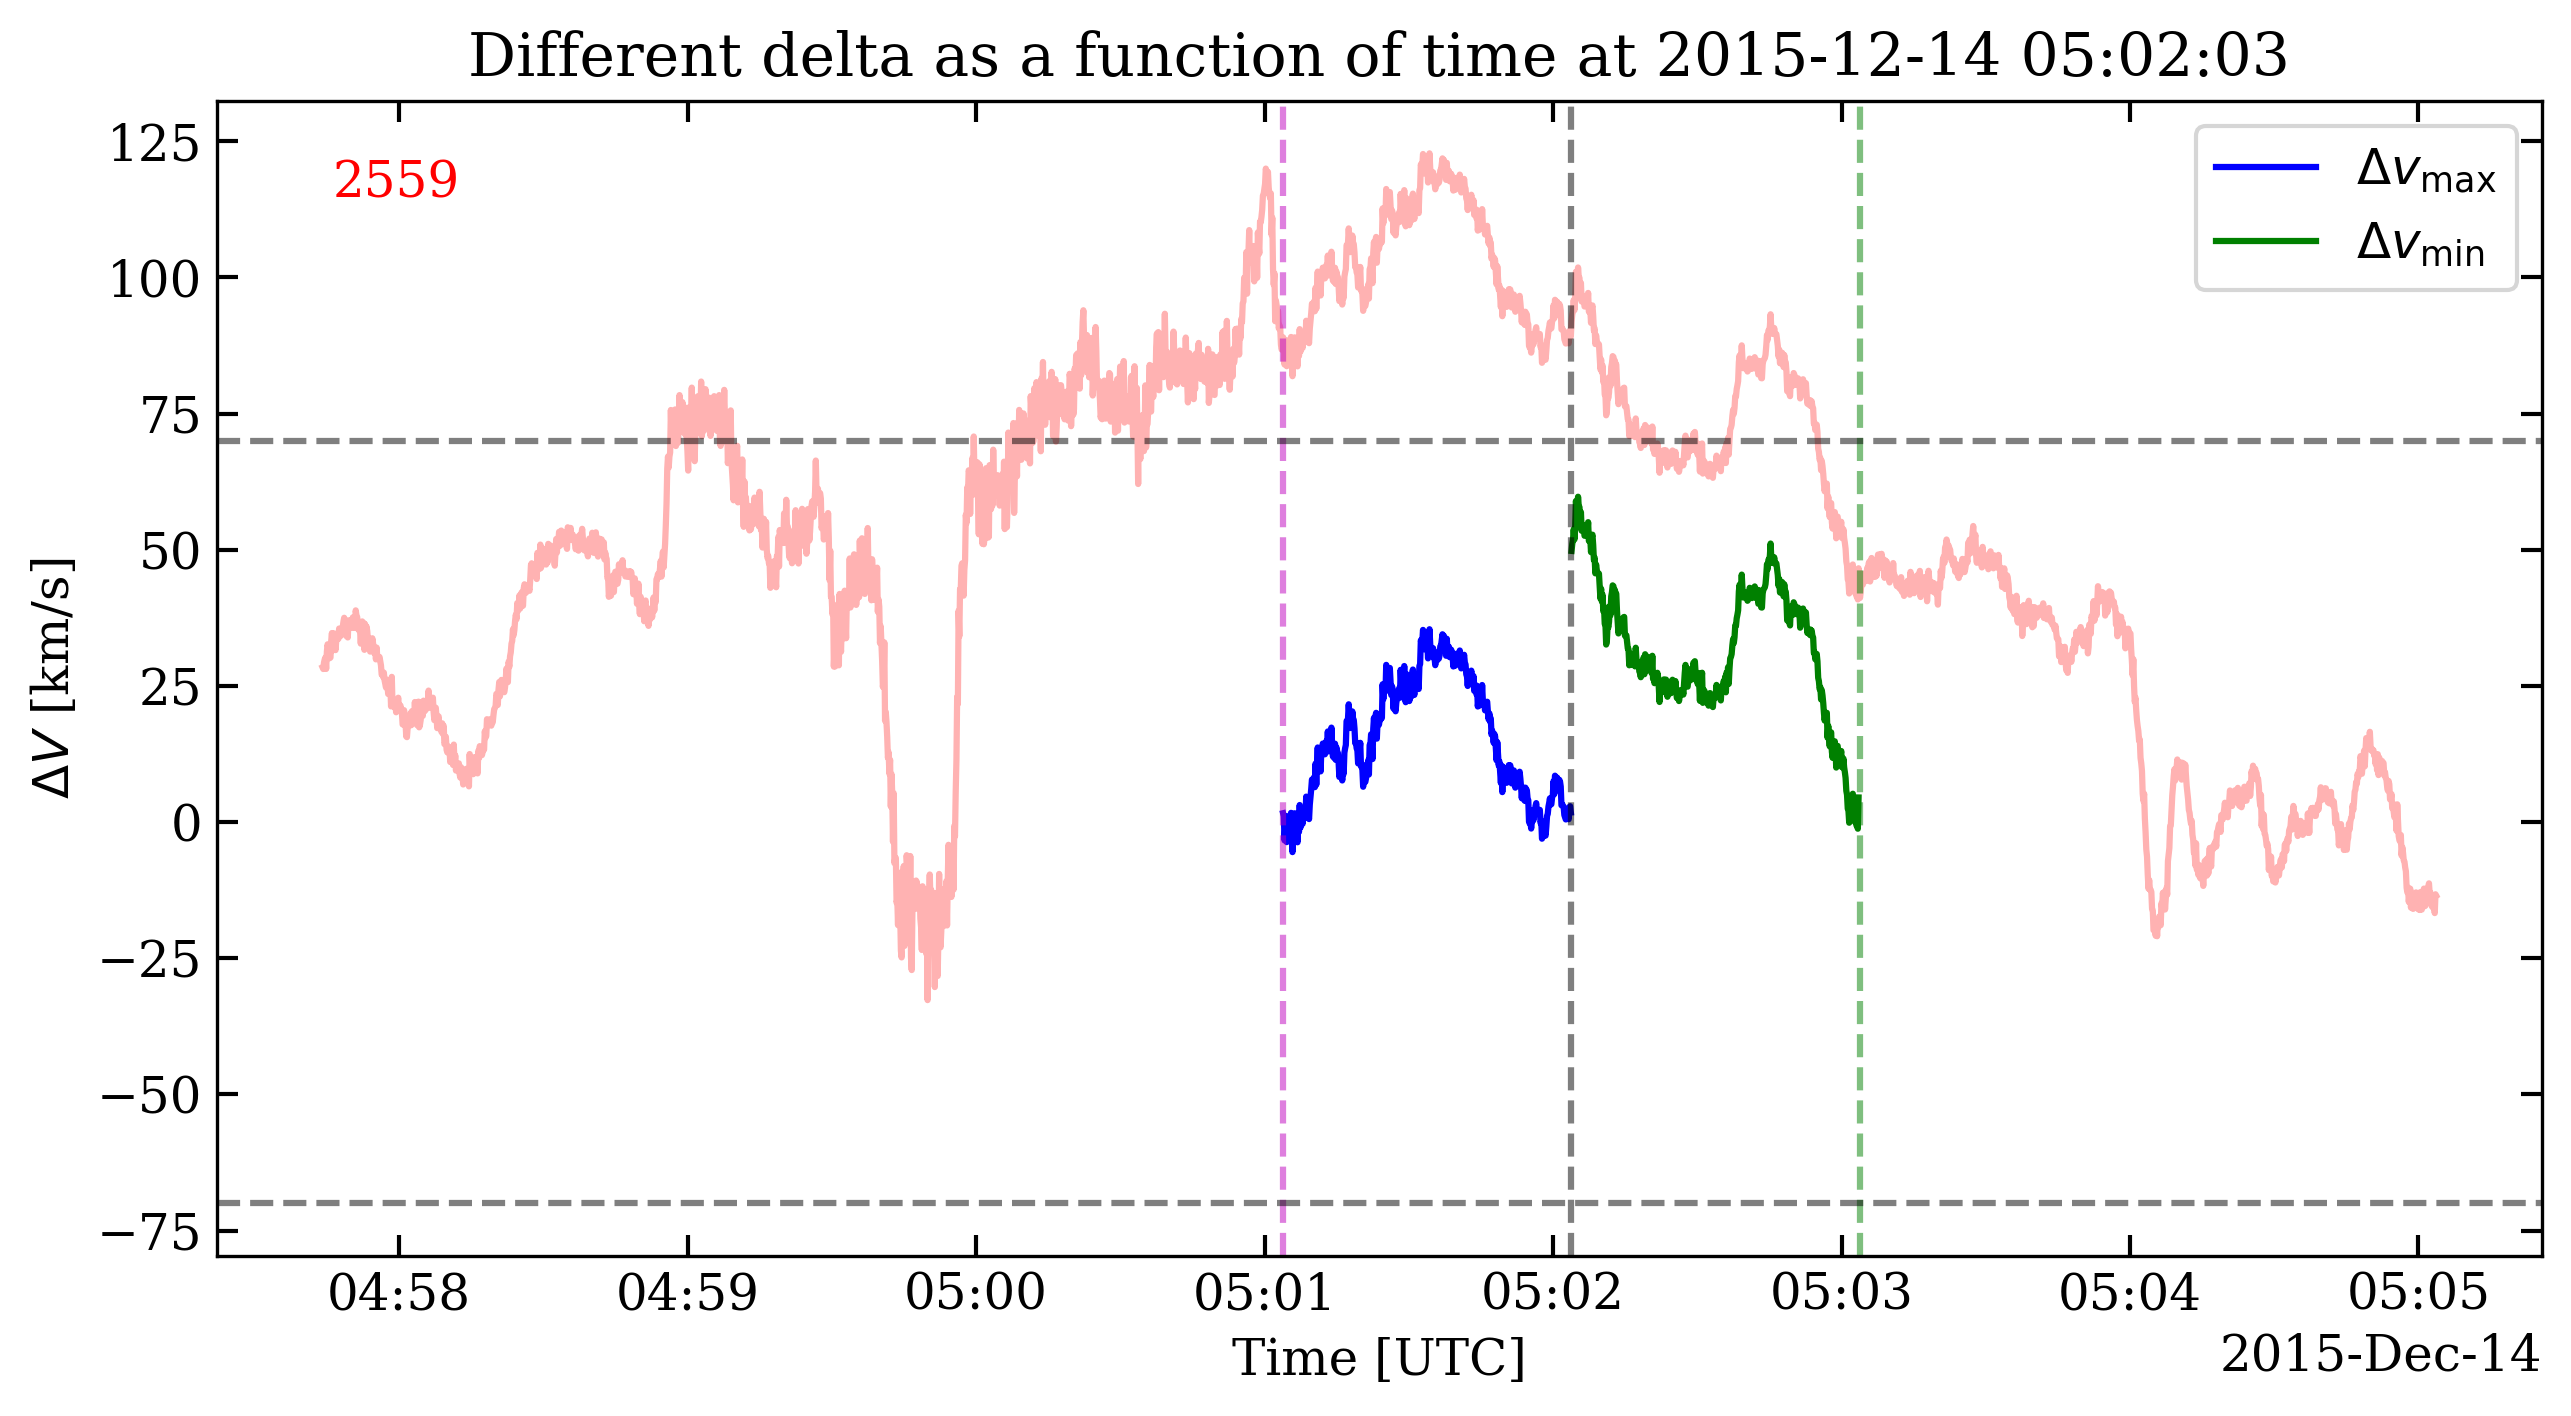 Different delta as a function of time at 2015-12-14 05:02:03
2559
Δv_max
Δv_min
125
100
75
50
25
0
−25
−50
−75
ΔV [km/s]
04:58 04:59 05:00 05:01 05:02 05:03 05:04 05:05
Time [UTC]
2015-Dec-14